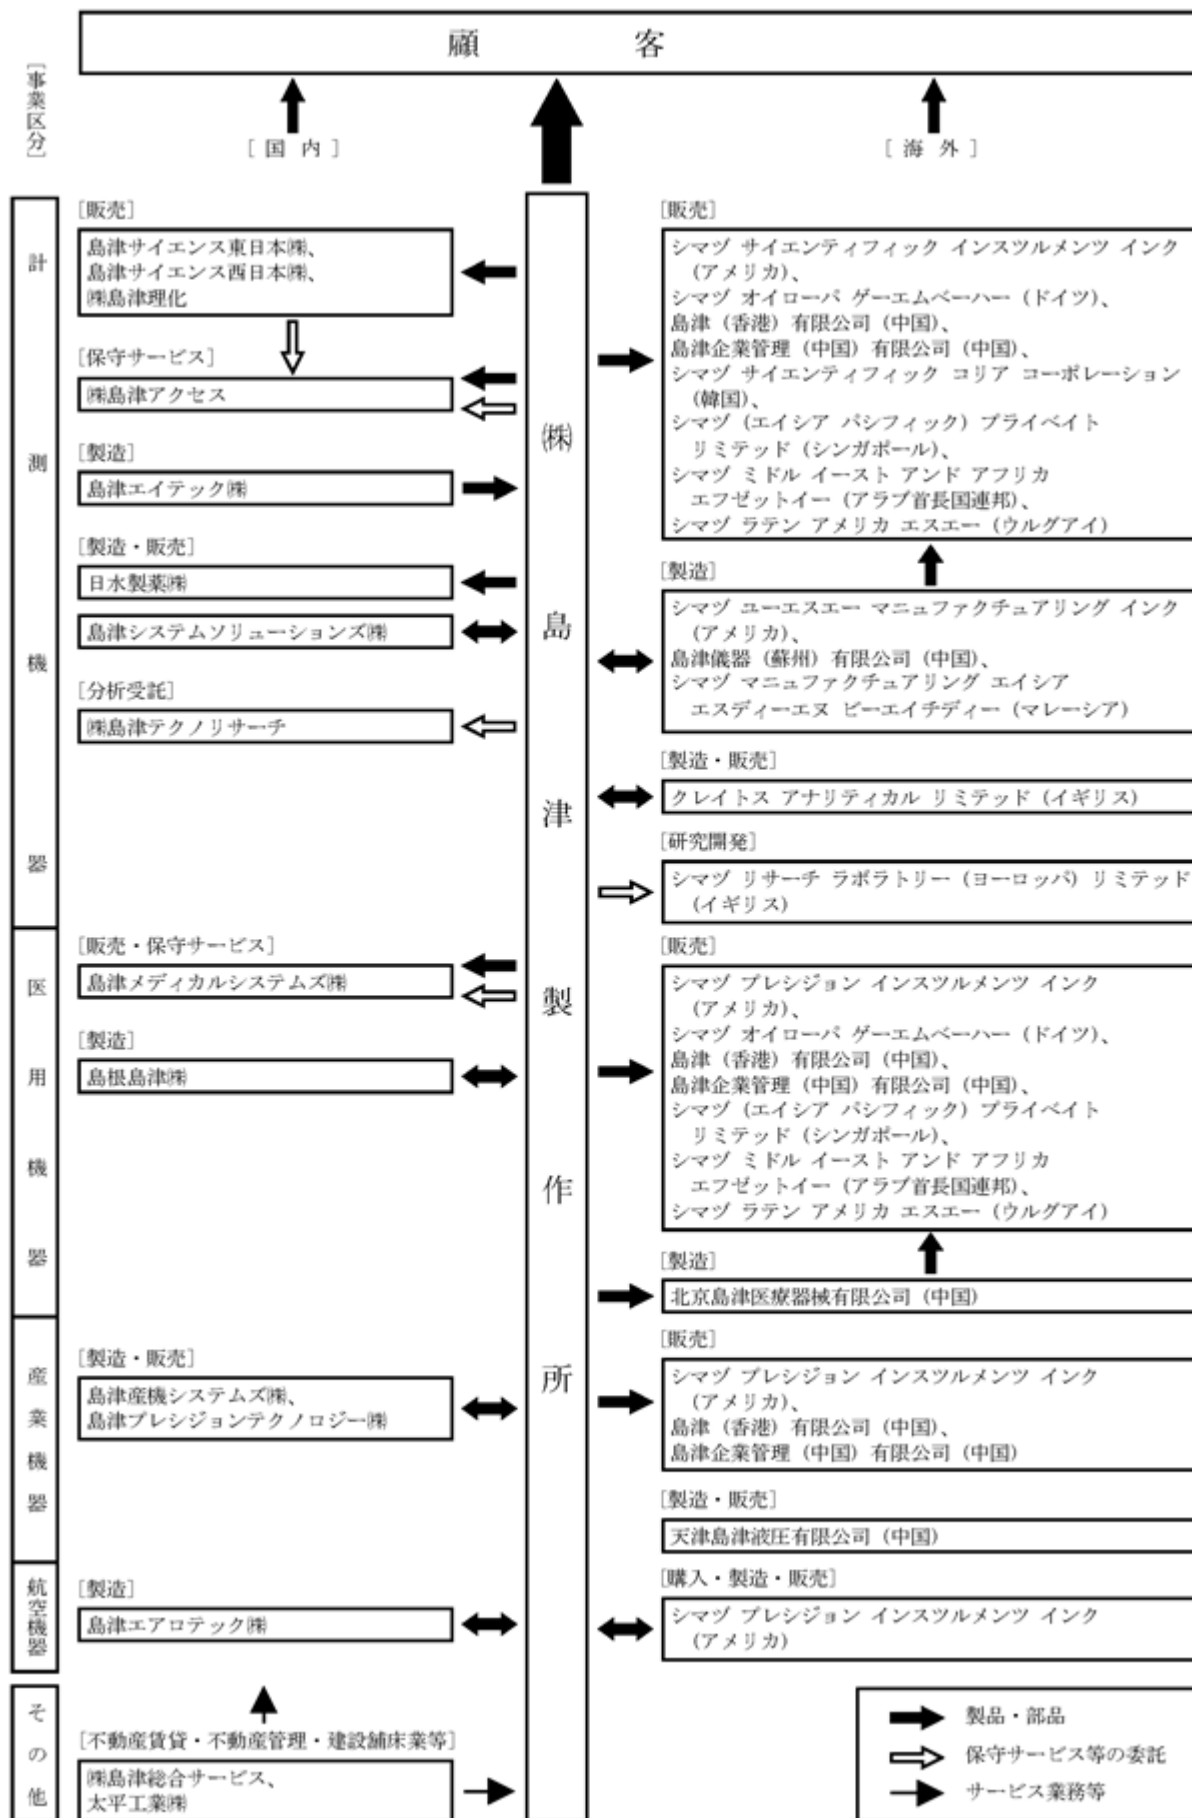 顧客
[事業区分]
[国内]
[海外]
計測機器
[販売]
島津サイエンス東日本㈱、
島津サイエンス西日本㈱、
㈱島津理化
[保守サービス]
㈱島津アクセス
[製造]
島津エイテック㈱
[製造・販売]
日水製薬㈱
島津システムソリューションズ㈱
[分析受託]
㈱島津テクノリサーチ
㈱島津製作所
[販売]
シマヅ サイエンティフィック インスツルメンツ インク
(アメリカ)、
シマヅ オイローパ ゲーエムベーハー (ドイツ)、
島津 (香港) 有限公司 (中国)、
島津企業管理 (中国) 有限公司 (中国)、
シマヅ サイエンティフィック コリア コーポレーション
(韓国)、
シマヅ (エイシア パシフィック) プライベイト
リミテッド (シンガポール)、
シマヅ ミドル イースト アンド アフリカ
エフゼットイー (アラブ首長国連邦)、
シマヅ ラテン アメリカ エスエー (ウルグアイ)
[製造]
シマヅ ユーエスエー マニュファクチュアリング インク
(アメリカ)、
島津儀器 (蘇州) 有限公司 (中国)、
シマヅ マニュファクチュアリング エイシア
エスディーエヌ ビーエイチディー (マレーシア)
[製造・販売]
クレイトス アナリティカル リミテッド (イギリス)
[研究開発]
シマヅ リサーチ ラボラトリー (ヨーロッパ) リミテッド
(イギリス)
医用機器
[販売・保守サービス]
島津メディカルシステムズ㈱
[製造]
島根島津㈱
[販売]
シマヅ プレシジョン インスツルメンツ インク
(アメリカ)、
シマヅ オイローパ ゲーエムベーハー (ドイツ)、
島津 (香港) 有限公司 (中国)、
島津企業管理 (中国) 有限公司 (中国)、
シマヅ (エイシア パシフィック) プライベイト
リミテッド (シンガポール)、
シマヅ ミドル イースト アンド アフリカ
エフゼットイー (アラブ首長国連邦)、
シマヅ ラテン アメリカ エスエー (ウルグアイ)
[製造]
北京島津医療器械有限公司 (中国)
産業機器
[製造・販売]
島津産機システムズ㈱、
島津プレシジョンテクノロジー㈱
[販売]
シマヅ プレシジョン インスツルメンツ インク
(アメリカ)、
島津 (香港) 有限公司 (中国)、
島津企業管理 (中国) 有限公司 (中国)
[製造・販売]
天津島津液圧有限公司 (中国)
航空機器
[製造]
島津エアロテック㈱
[購入・製造・販売]
シマヅ プレシジョン インスツルメンツ インク
(アメリカ)
その他
[不動産賃貸・不動産管理・建設舗床業等]
㈱島津総合サービス、
太平工業㈱
製品・部品
保守サービス等の委託
サービス業務等